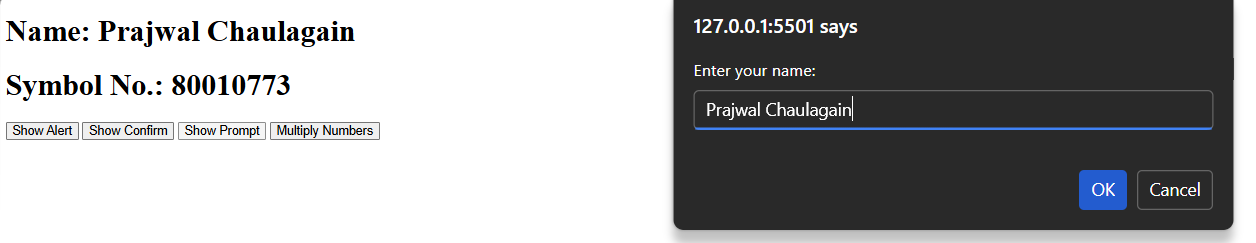 Name: Prajwal Chaulagain
Symbol No.: 80010773
Show Alert Show Confirm Show Prompt Multiply Numbers
127.0.0.1:5501 says
Enter your name:
Prajwal Chaulagain
OK Cancel